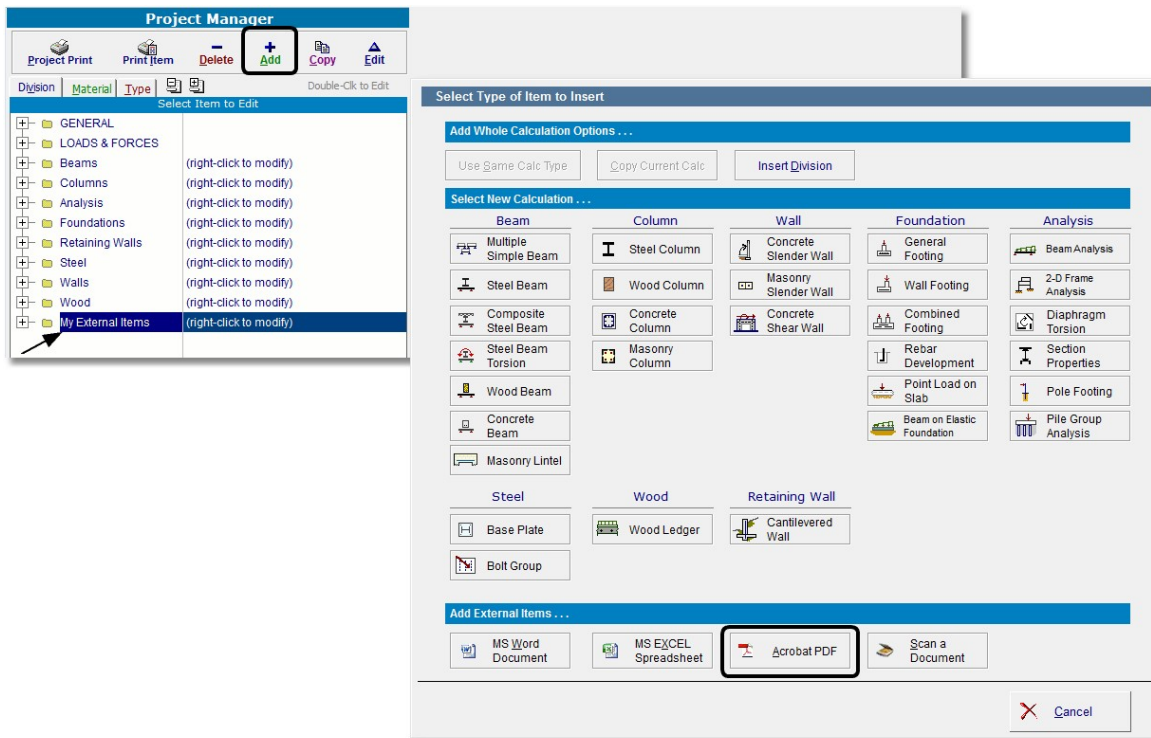 Project Manager
Project Print
Print Item
Delete
Add
Copy
Edit
Division
Material
Type
Double-Clk to Edit
Select Item to Edit
GENERAL
LOADS & FORCES
Beams (right-click to modify)
Columns (right-click to modify)
Analysis (right-click to modify)
Foundations (right-click to modify)
Retaining Walls (right-click to modify)
Steel (right-click to modify)
Walls (right-click to modify)
Wood (right-click to modify)
My External Items (right-click to modify)
Select Type of Item to Insert
Add Whole Calculation Options . . .
Use Same Calc Type
Copy Current Calc
Insert Division
Select New Calculation . . .
Beam
Multiple
Simple Beam
Steel Beam
Composite
Steel Beam
Steel Beam
Torsion
Wood Beam
Concrete
Beam
Masonry Lintel
Column
Steel Column
Wood Column
Concrete
Column
Masonry
Column
Wall
Concrete
Slender Wall
Masonry
Slender Wall
Concrete
Shear Wall
Foundation
General
Footing
Wall Footing
Combined
Footing
Rebar
Development
Point Load on
Slab
Beam on Elastic
Foundation
Analysis
Beam Analysis
2-D Frame
Analysis
Diaphragm
Torsion
Section
Properties
Pole Footing
Pile Group
Analysis
Steel
Base Plate
Bolt Group
Wood
Wood Ledger
Retaining Wall
Cantilevered
Wall
Add External Items . . .
MS Word
Document
MS EXCEL
Spreadsheet
Acrobat PDF
Scan a
Document
Cancel